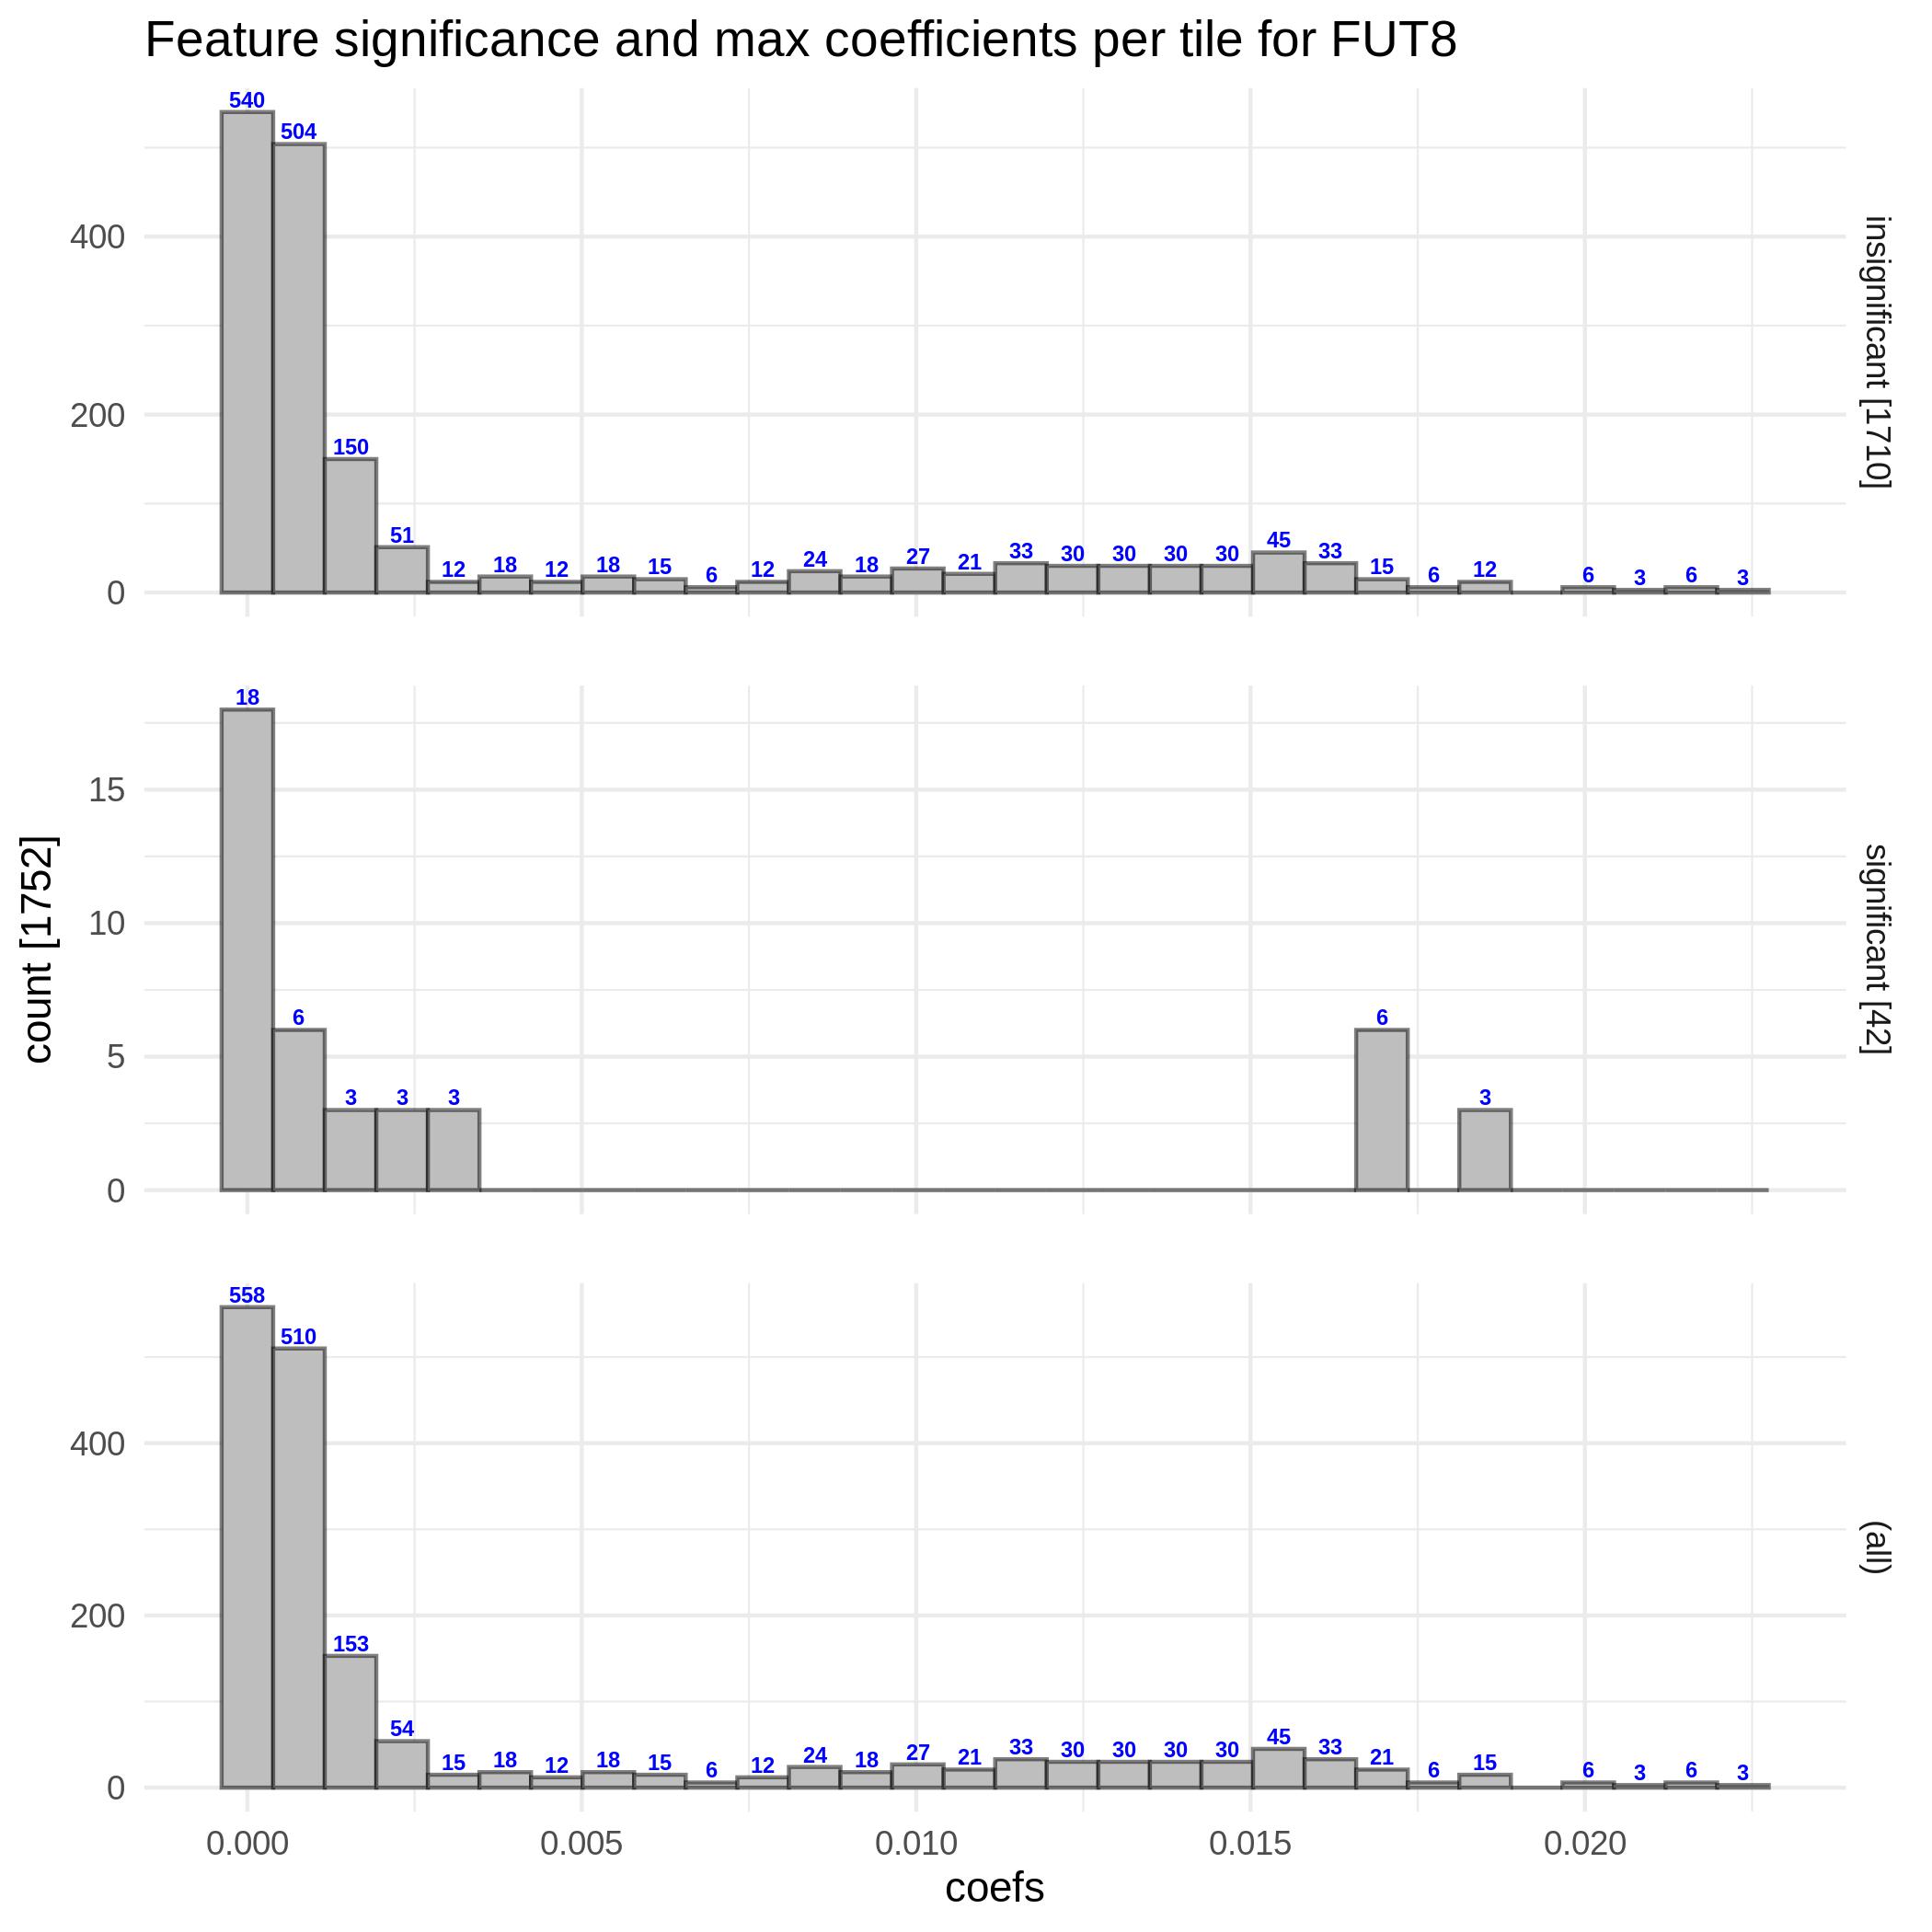 Feature significance and max coefficients per tile for FUT8
540
504
150
51
12 18 12 18 15 6 12 24 18 27 21 33 30 30 30 30 45 33 15 6 12 6 3 6 3
400
200
0
insignificant [1710]
18
6
3 3 3
6
3
15
10
5
0
count [1752]
significant [42]
558
510
153
54
15 18 12 18 15 6 12 24 18 27 21 33 30 30 30 30 45 33 21 6 15 6 3 6 3
400
200
0
(all)
0.000 0.005 0.010 0.015 0.020
coefs